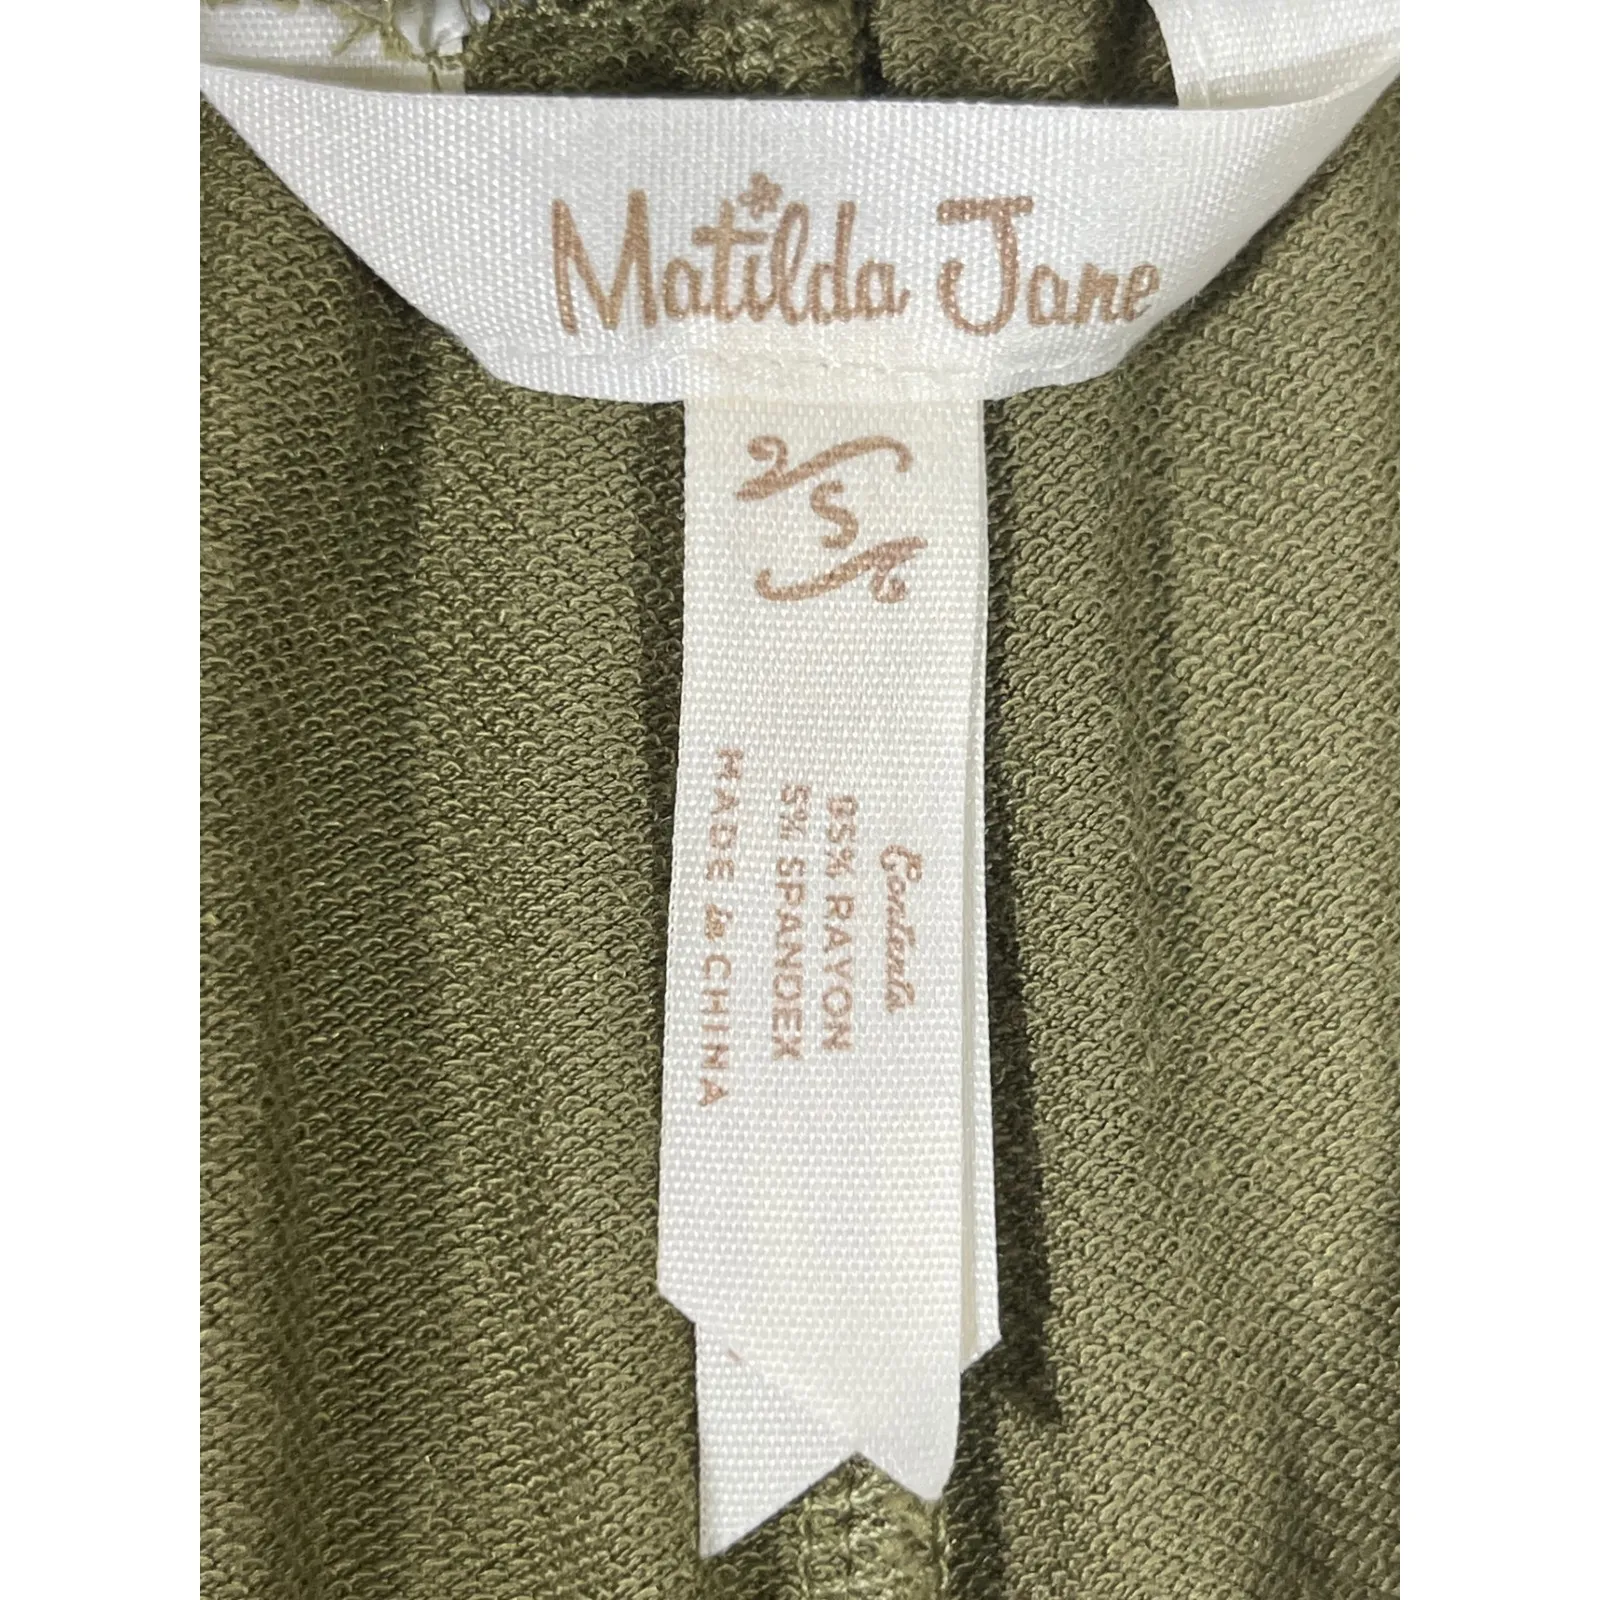 Matilda Jane
S
Contents
95% RAYON
5% SPANDEX
MADE in CHINA